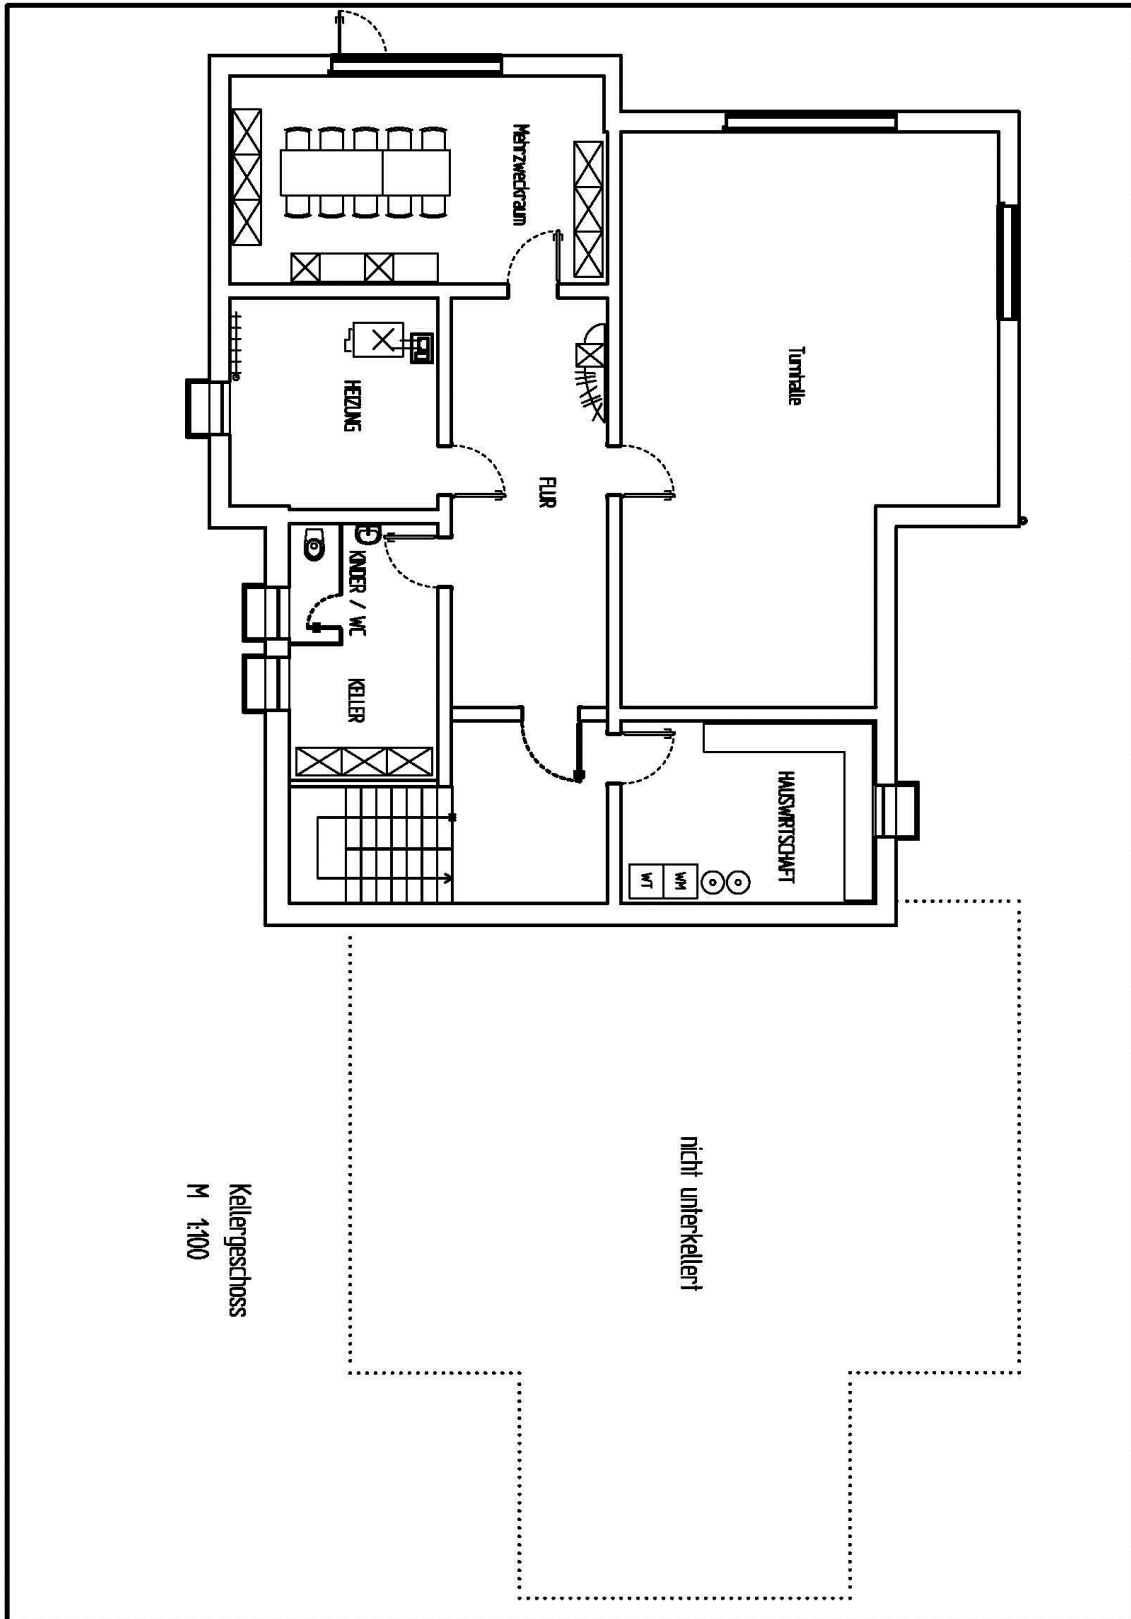 Mehrzweckraum
Turnhalle
HEIZUNG
FLUR
KINDER / WC
KELLER
HAUSWIRTSCHAFT
WT
WM
nicht unterkellert
Kellergeschoss
M 1:100